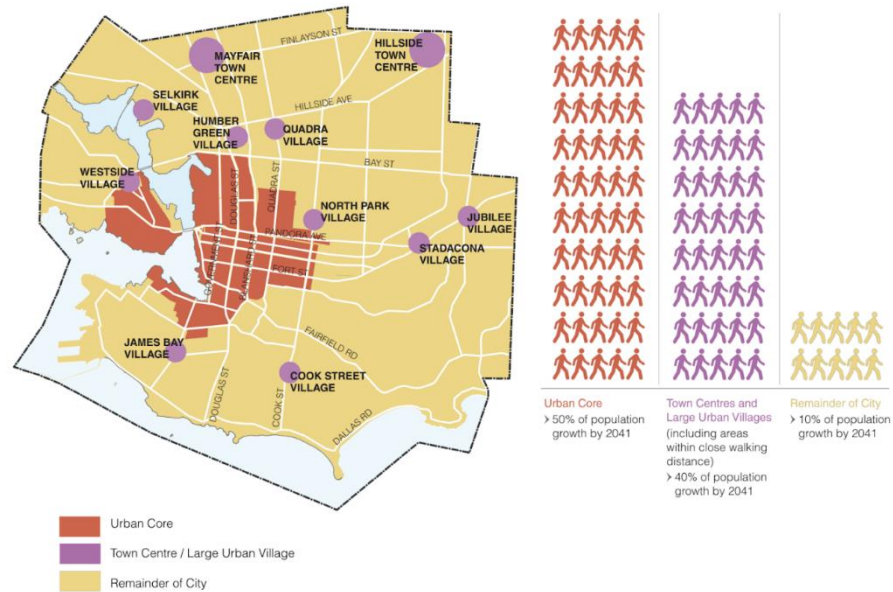 FINLAYSON ST
MAYFAIR
TOWN
CENTRE
HILLSIDE
TOWN
CENTRE
SELKIRK
VILLAGE
HILLSIDE AVE
HUMBER
GREEN
VILLAGE
QUADRA
VILLAGE
BAY ST
WESTSIDE
VILLAGE
DOUGLAS ST
QUADRA ST
NORTH PARK
VILLAGE
JUBILEE
VILLAGE
PANDORA AVE
STADACONA
VILLAGE
GOVERNMENT ST
BLANSHARD ST
FORT ST
JAMES BAY
VILLAGE
FAIRFIELD RD
COOK STREET
VILLAGE
DOUGLAS ST
COOK ST
DALLAS RD
Urban Core
> 50% of population
growth by 2041
Town Centres and
Large Urban Villages
(including areas
within close walking
distance)
> 40% of population
growth by 2041
Remainder of City
> 10% of population
growth by 2041
Urban Core
Town Centre / Large Urban Village
Remainder of City